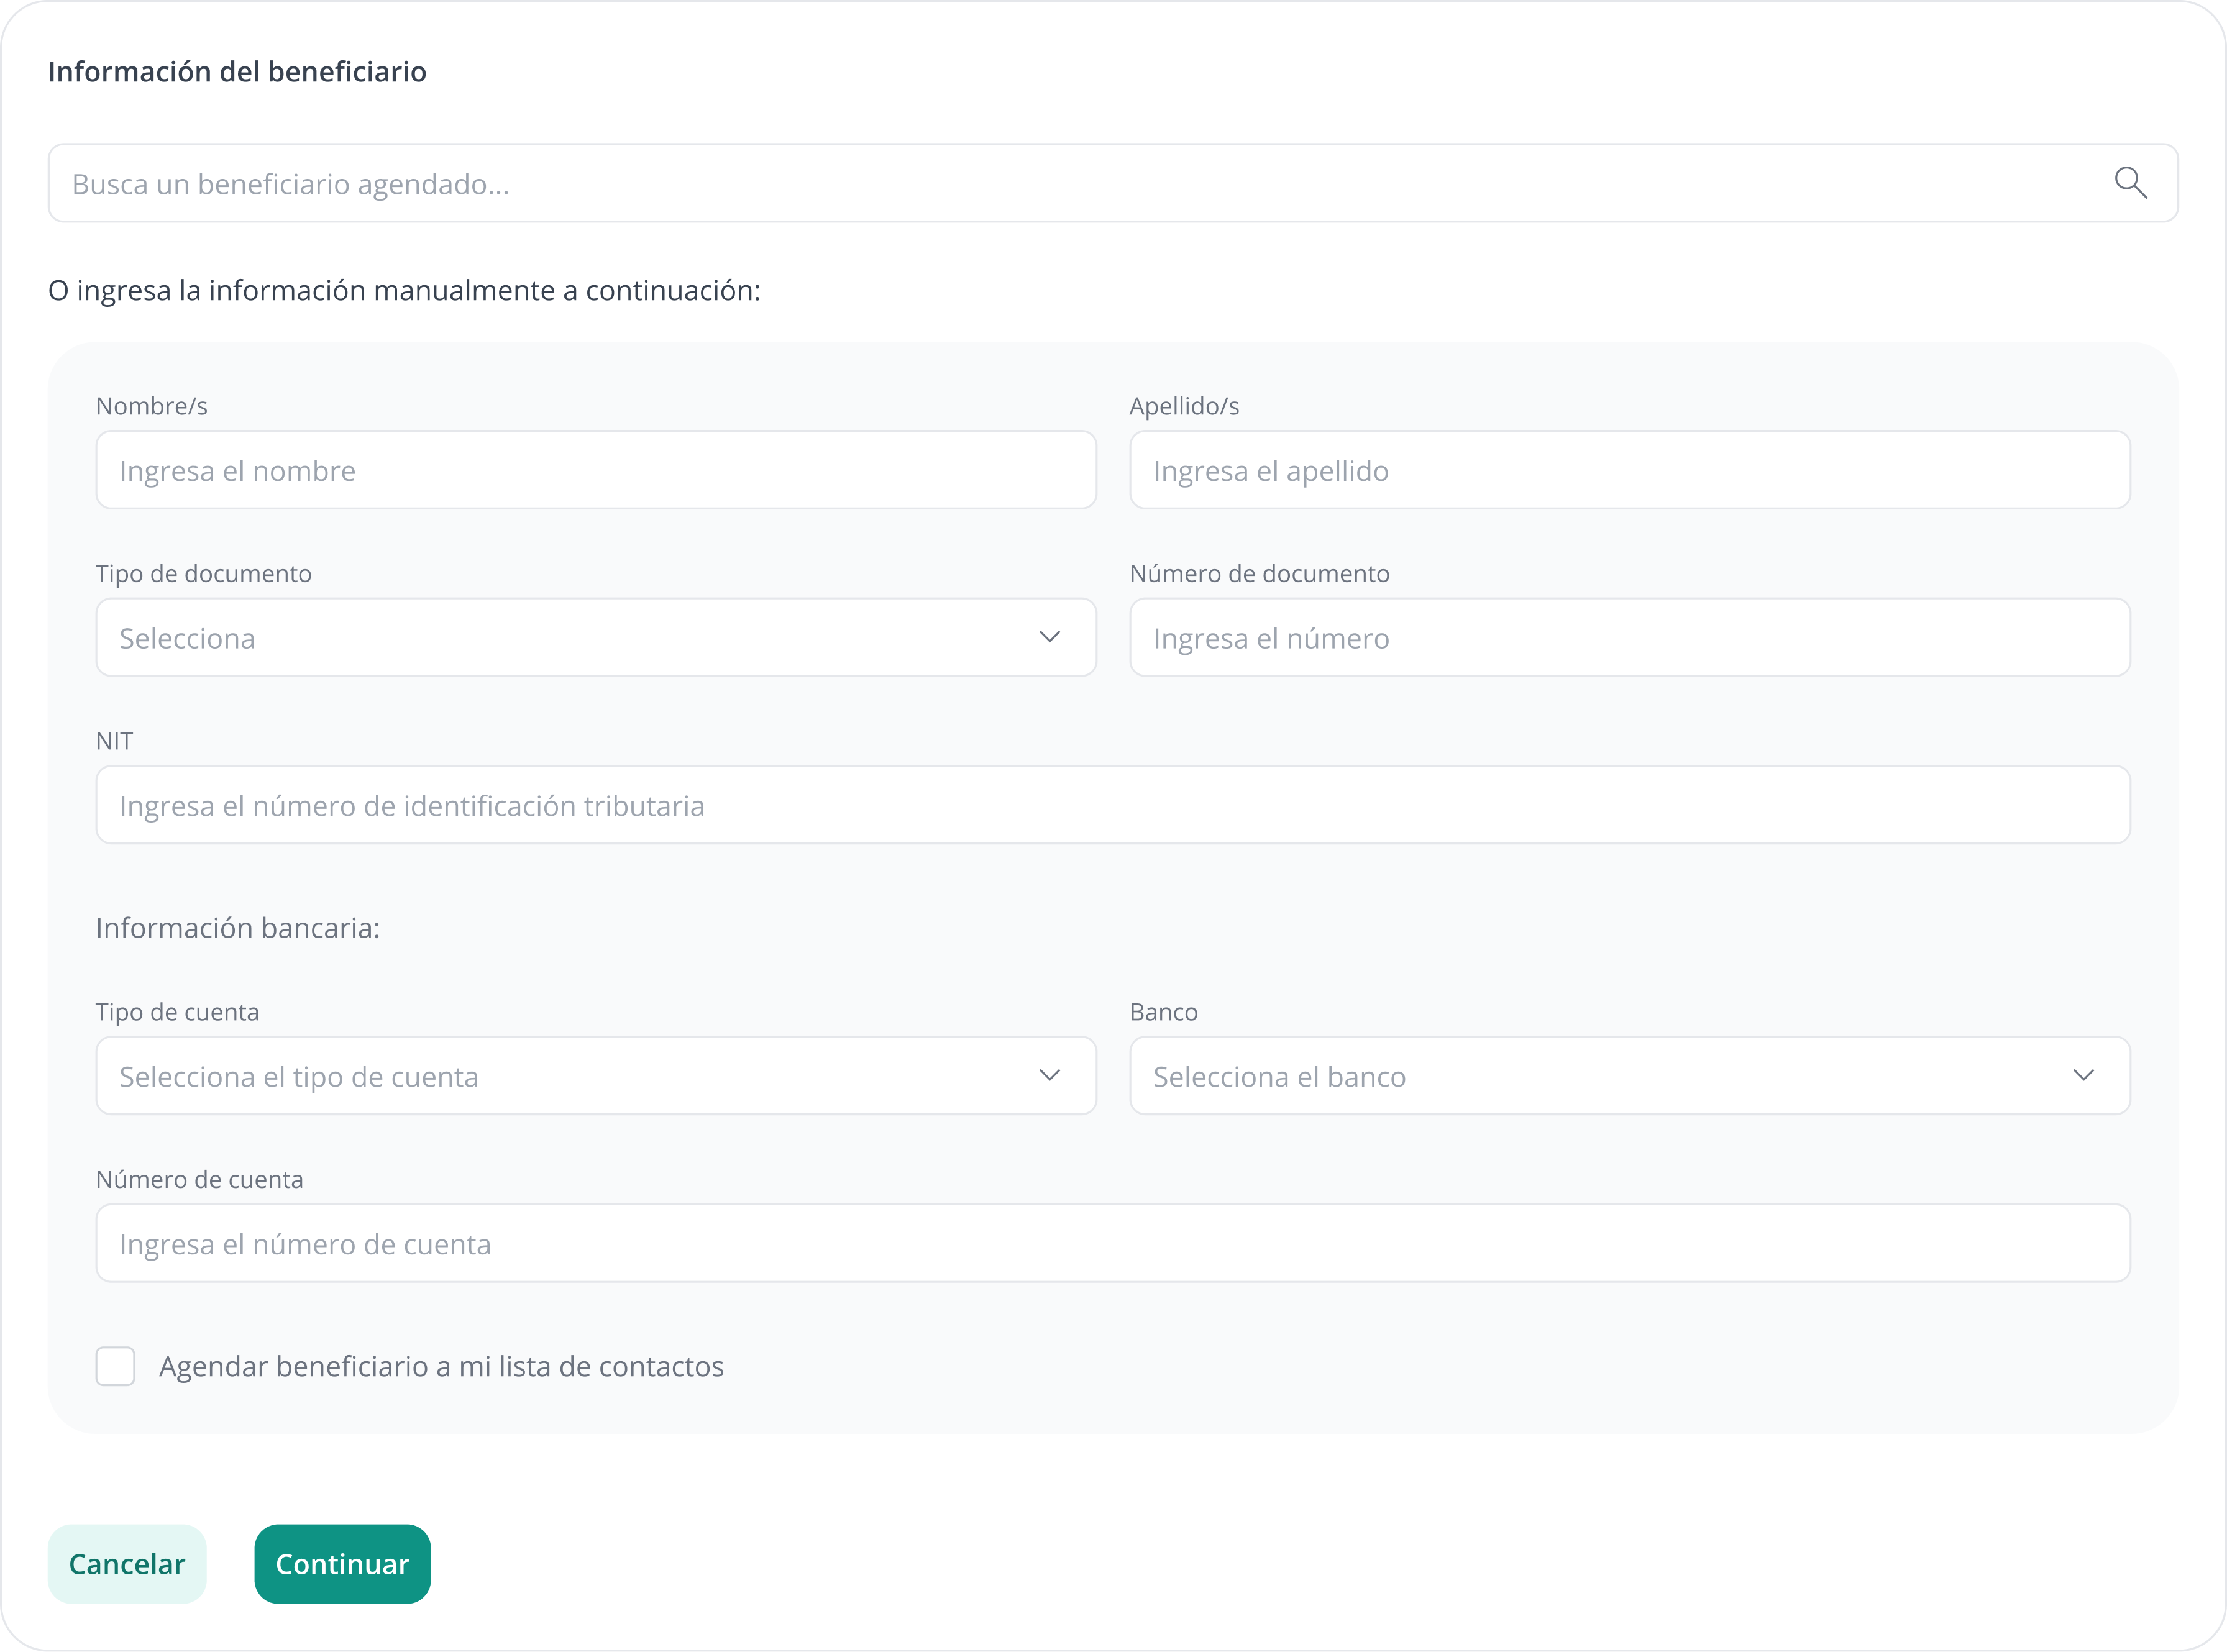 Información del beneficiario
Busca un beneficiario agendado...
O ingresa la información manualmente a continuación:
Nombre/s
Apellido/s
Ingresa el nombre
Ingresa el apellido
Tipo de documento
Número de documento
Selecciona
Ingresa el número
NIT
Ingresa el número de identificación tributaria
Información bancaria:
Tipo de cuenta
Banco
Selecciona el tipo de cuenta
Selecciona el banco
Número de cuenta
Ingresa el número de cuenta
Agendar beneficiario a mi lista de contactos
Cancelar
Continuar